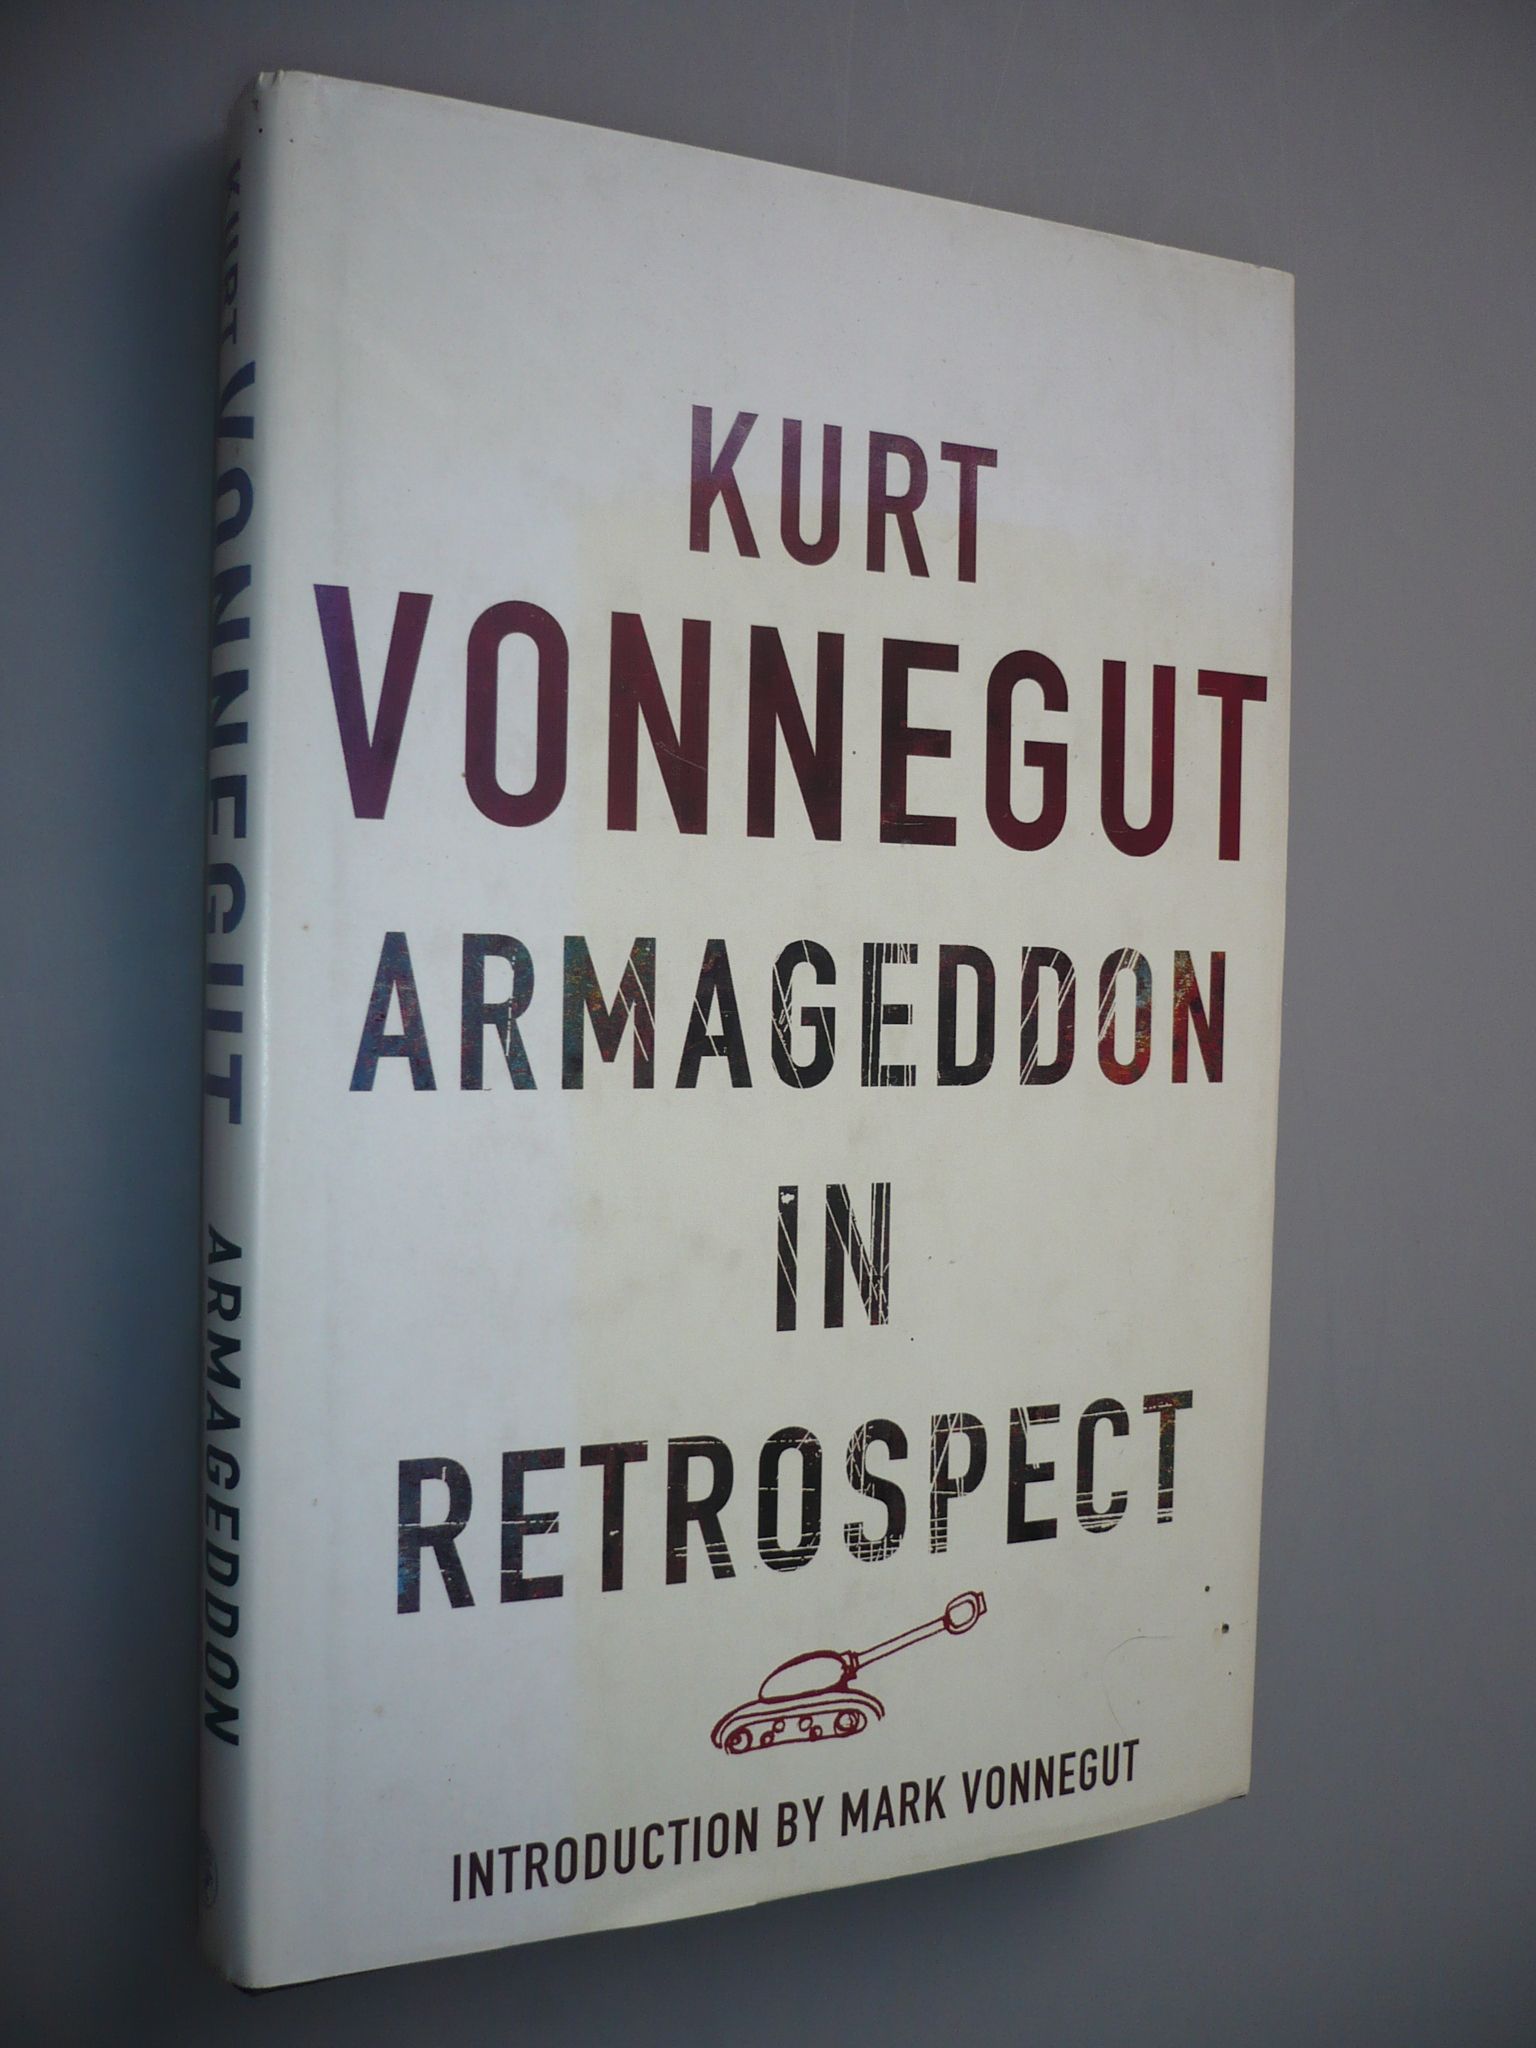 KURT VONNEGUT ARMAGEDDON
KURT
VONNEGUT
ARMAGEDDON
IN
RETROSPECT
INTRODUCTION BY MARK VONNEGUT